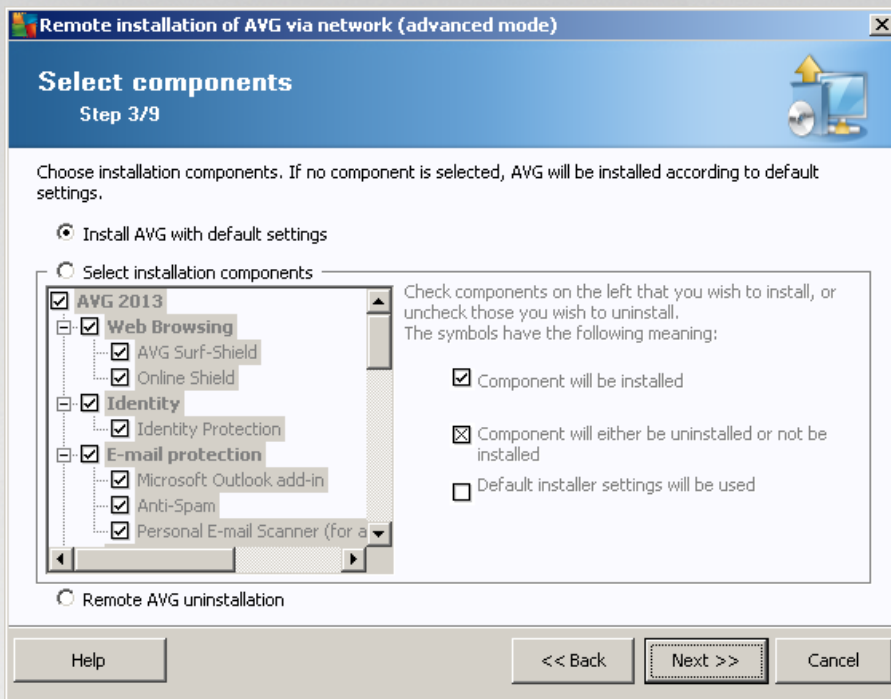 Remote installation of AVG via network (advanced mode)
Select components
Step 3/9
Choose installation components. If no component is selected, AVG will be installed according to default
settings.
Install AVG with default settings
Select installation components
AVG 2013
Web Browsing
AVG Surf-Shield
Online Shield
Identity
Identity Protection
E-mail protection
Microsoft Outlook add-in
Anti-Spam
Personal E-mail Scanner (for a
Check components on the left that you wish to install, or
uncheck those you wish to uninstall.
The symbols have the following meaning:
Component will be installed
Component will either be uninstalled or not be
installed
Default installer settings will be used
Remote AVG uninstallation
Help
<< Back
Next >>
Cancel